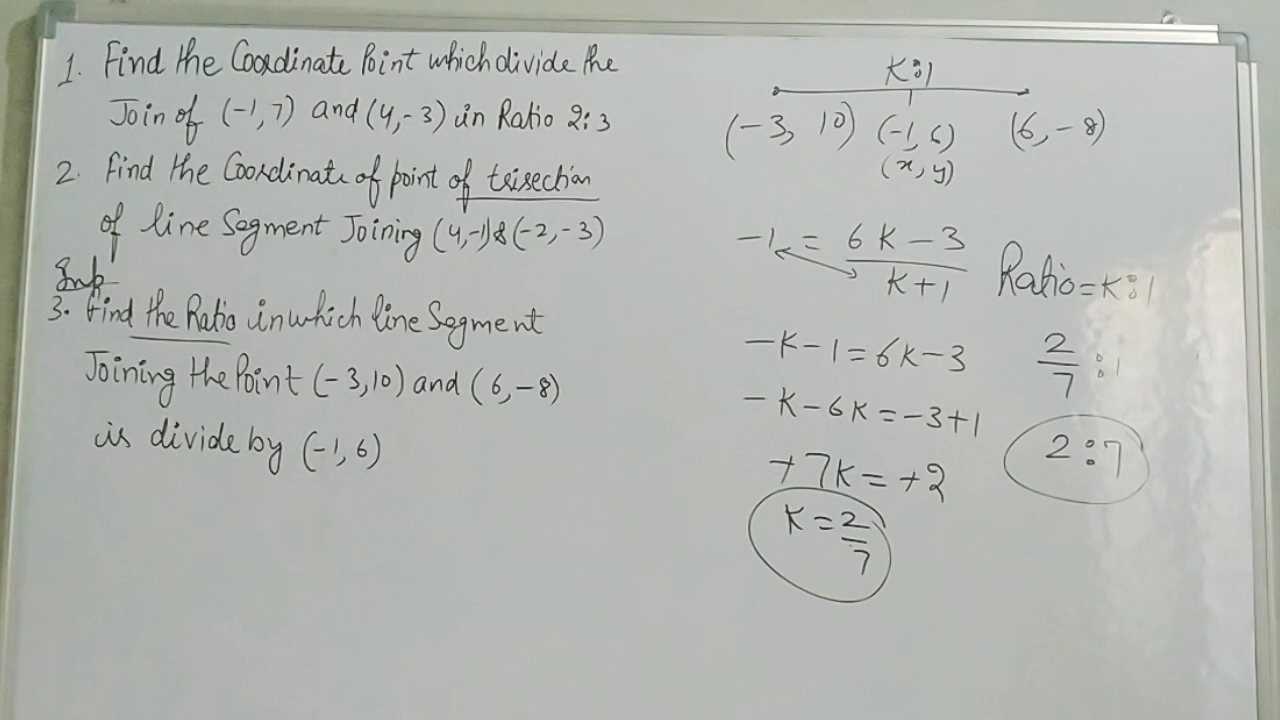 1. Find the Coordinate Point which divide the
Join of (-1, 7) and (4, -3) in Ratio 2:3
2. Find the Coordinate of point of trisection
of line Segment Joining (4,-1) & (-2, -3)
Imp
3. Find the Ratio in which line Segment
Joining the Point (-3, 10) and (6, -8)
is divide by (-1, 6)
K:1
(-3, 10) (-1, 6) (6, -8)
(x, y)
-1 = 6K-3
K+1
Ratio = K:1
-K-1 = 6K-3
2/7 :1
-K-6K = -3+1
2:7
+7K = +2
K = 2/7